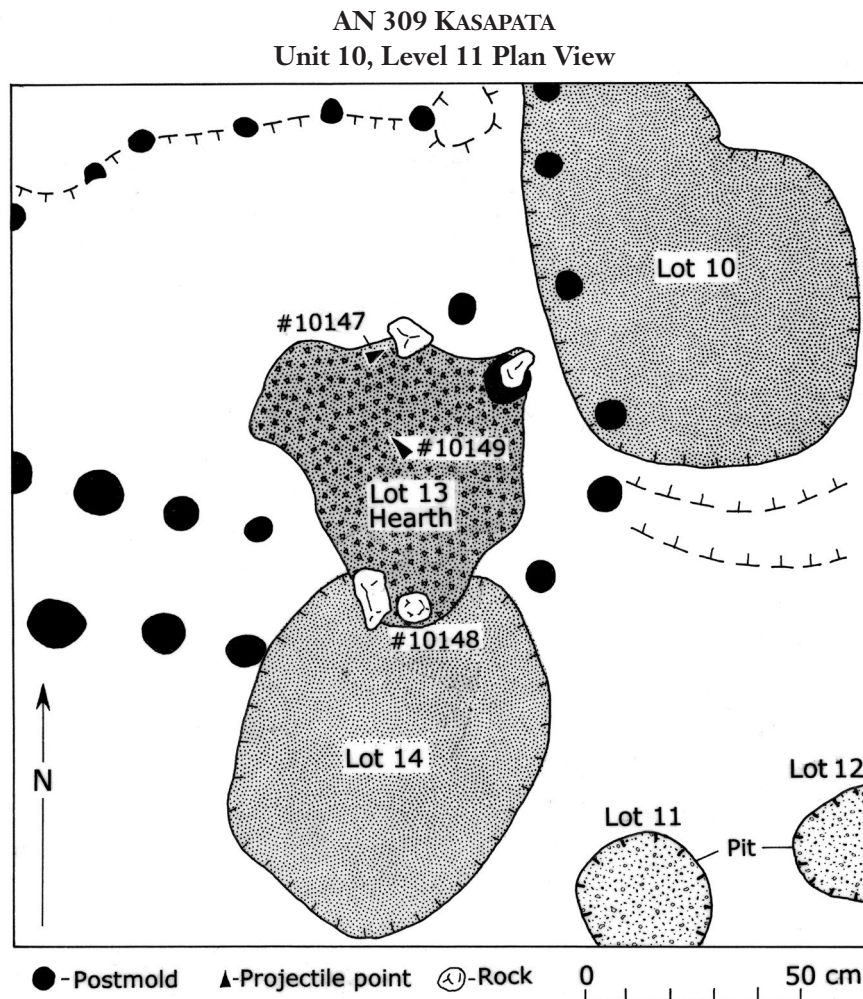 AN 309 KASAPATA
Unit 10, Level 11 Plan View
Lot 10
#10147
#10149
Lot 13
Hearth
#10148
Lot 14
N
Lot 12
Lot 11
Pit
-Postmold
-Projectile point
-Rock
0
50 cm